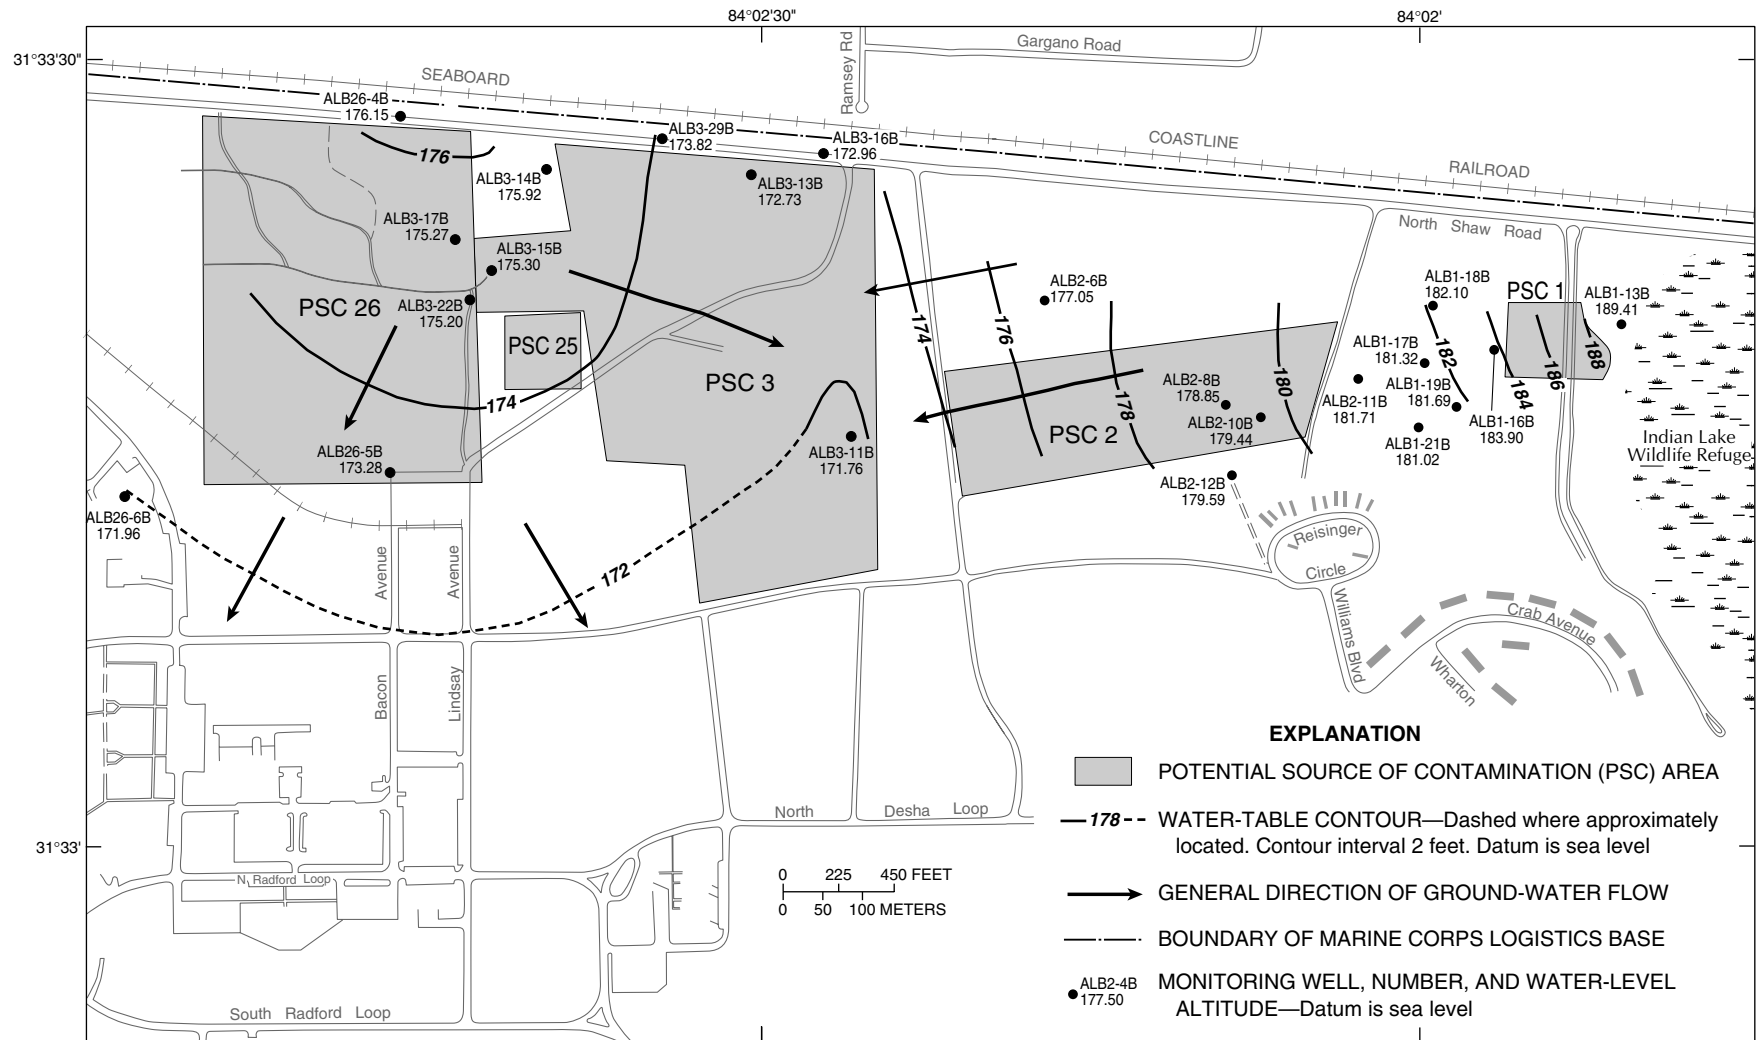 84°02'30"
84°02'
31°33'30"
Ramsey Rd
Gargano Road
SEABOARD
COASTLINE
RAILROAD
North Shaw Road
ALB26-4B
176.15
ALB3-29B
173.82
ALB3-16B
172.96
176
ALB3-14B
175.92
ALB3-13B
172.73
ALB3-17B
175.27
ALB3-15B
175.30
PSC 26
ALB3-22B
175.20
PSC 25
PSC 3
174
174
176
ALB2-6B
177.05
178
180
ALB2-8B
178.85
ALB2-10B
179.44
PSC 2
ALB2-12B
179.59
ALB1-18B
182.10
PSC 1
ALB1-13B
189.41
ALB1-17B
181.32
182
ALB1-19B
181.69
ALB2-11B
181.71
184
186
188
ALB1-16B
183.90
ALB1-21B
181.02
Indian Lake
Wildlife Refuge
ALB26-5B
173.28
ALB3-11B
171.76
ALB26-6B
171.96
172
Avenue
Avenue
Bacon
Lindsay
Reisinger
Circle
Williams Blvd
Crab Avenue
Wharton
North Desha Loop
31°33'
N. Radford Loop
South Radford Loop
0 225 450 FEET
0 50 100 METERS
EXPLANATION
POTENTIAL SOURCE OF CONTAMINATION (PSC) AREA
178
WATER-TABLE CONTOUR—Dashed where approximately
located. Contour interval 2 feet. Datum is sea level
GENERAL DIRECTION OF GROUND-WATER FLOW
BOUNDARY OF MARINE CORPS LOGISTICS BASE
ALB2-4B
177.50
MONITORING WELL, NUMBER, AND WATER-LEVEL
ALTITUDE—Datum is sea level